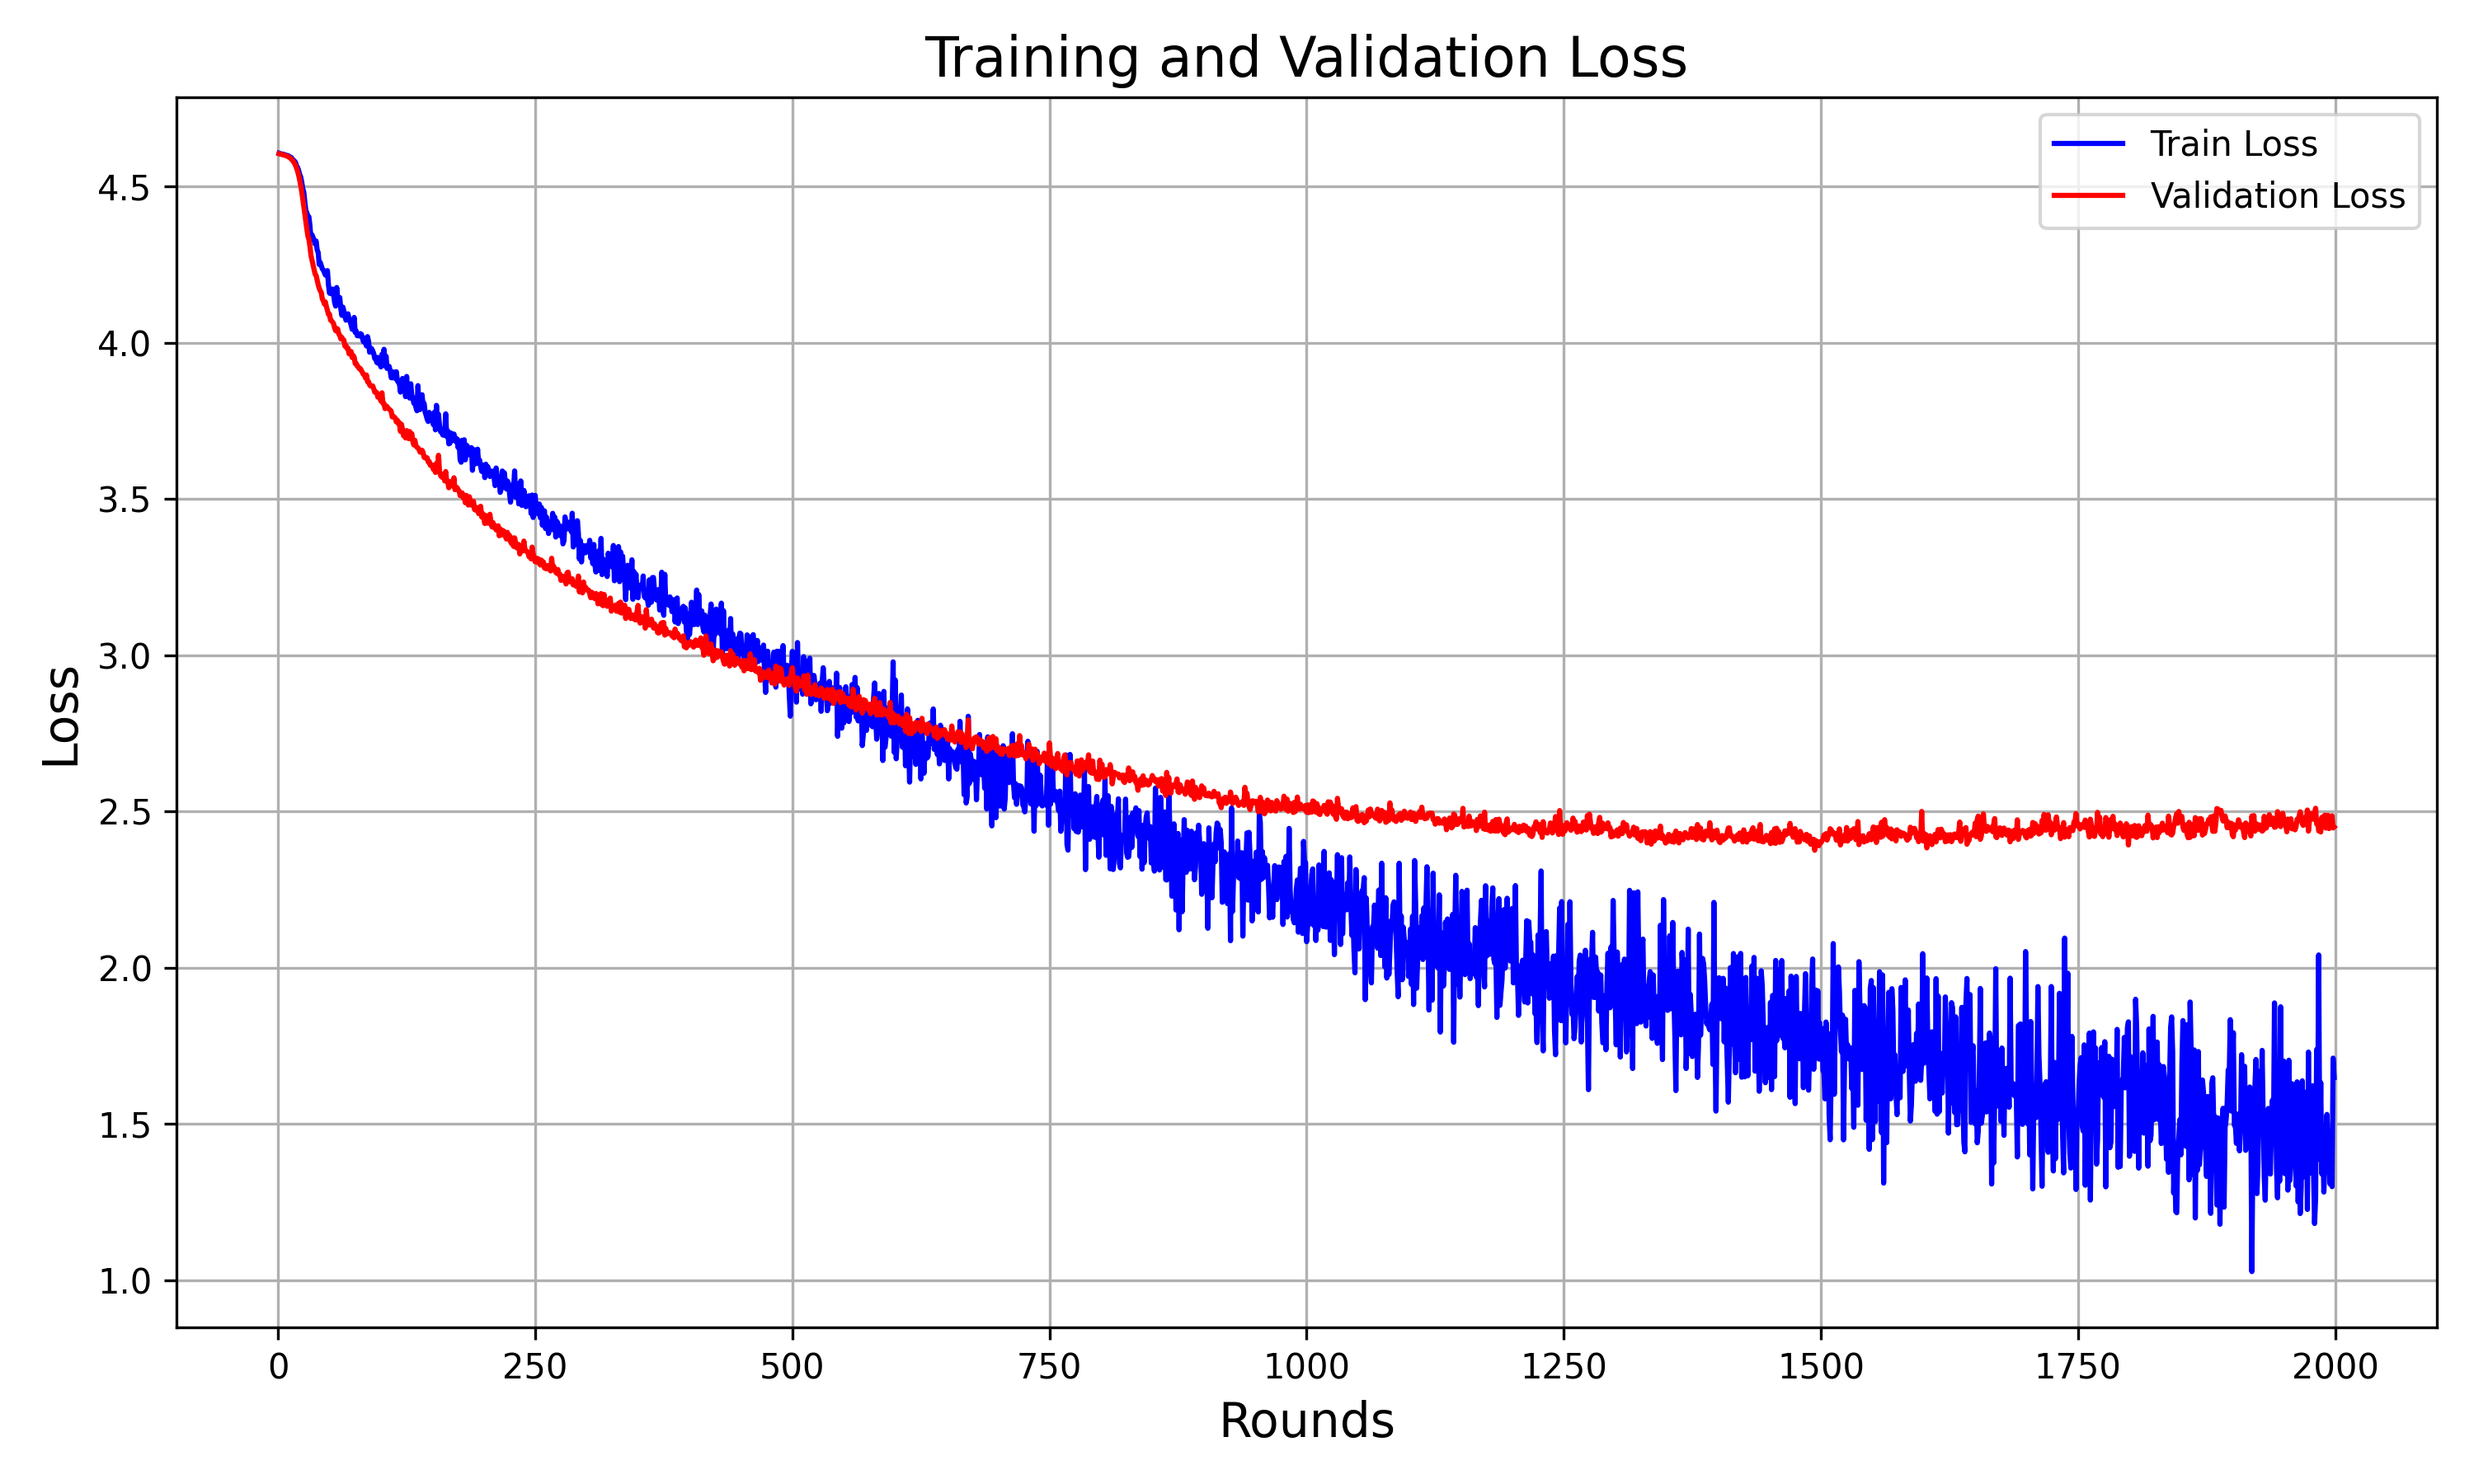 Training and Validation Loss
Train Loss
Validation Loss
4.5
4.0
3.5
3.0
2.5
2.0
1.5
1.0
Loss
0 250 500 750 1000 1250 1500 1750 2000
Rounds